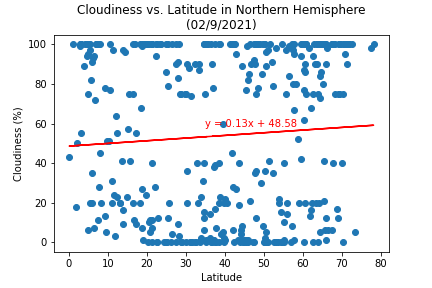 Cloudiness vs. Latitude in Northern Hemisphere
(02/9/2021)
100
80
60
40
20
0
Cloudiness (%)
y = 0.13x + 48.58
0 10 20 30 40 50 60 70 80
Latitude